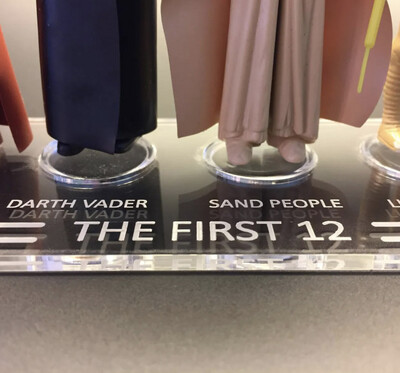 DARTH VADER SAND PEOPLE
THE FIRST 12